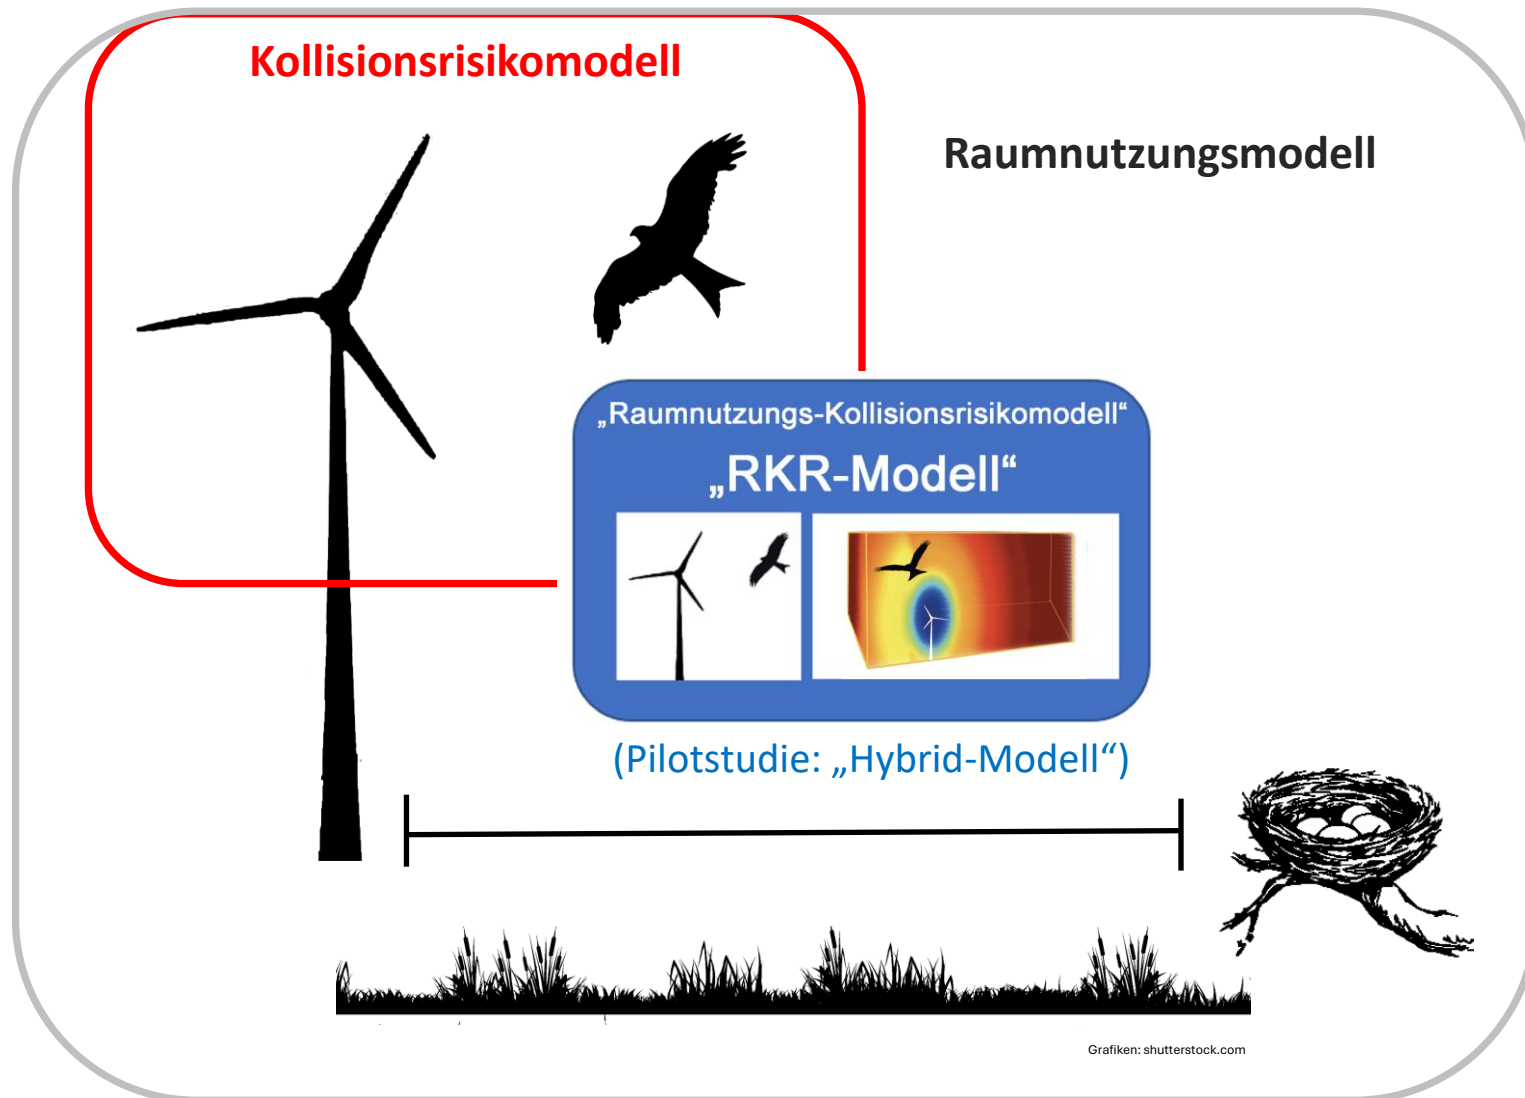 Kollisionsrisikomodell
Raumnutzungsmodell
„Raumnutzungs-Kollisionsrisikomodell“
„RKR-Modell“
(Pilotstudie: „Hybrid-Modell“)
Grafiken: shutterstock.com